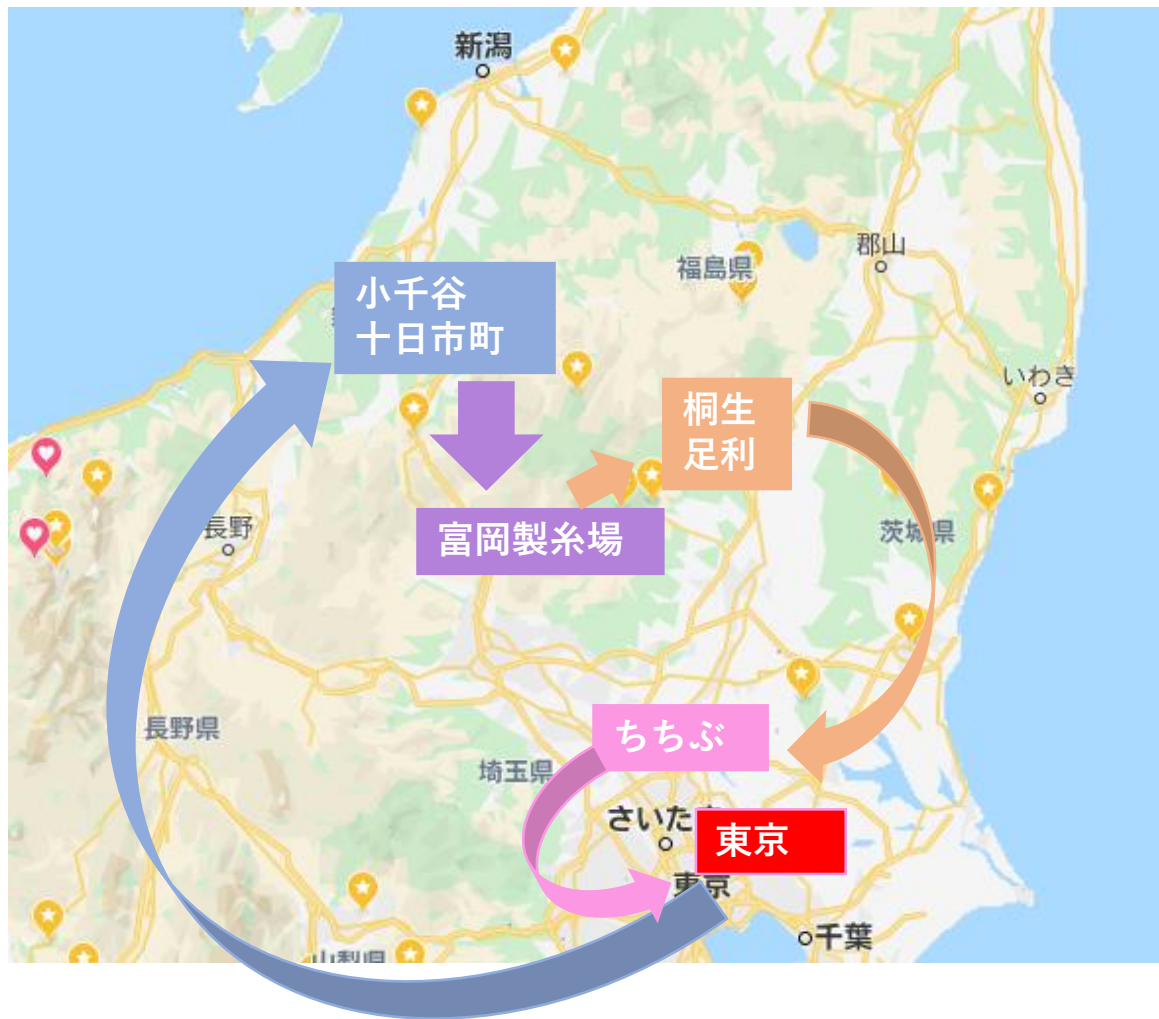 新潟
郡山
福島県
小千谷
十日市町
いわき
桐生
足利
長野
富岡製糸場
茨城県
長野県
ちちぶ
埼玉県
さいたま
東京
東京
千葉
山梨県